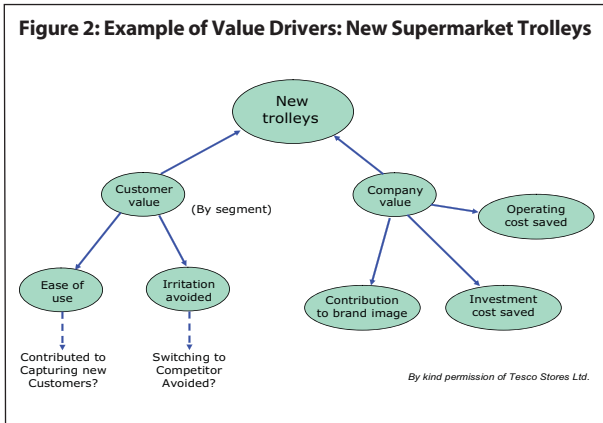 Figure 2: Example of Value Drivers: New Supermarket Trolleys
New
trolleys
Customer
value
(By segment)
Company
value
Operating
cost saved
Ease of
use
Irritation
avoided
Contribution
to brand image
Investment
cost saved
Contributed to
Capturing new
Customers?
Switching to
Competitor
Avoided?
By kind permission of Tesco Stores Ltd.